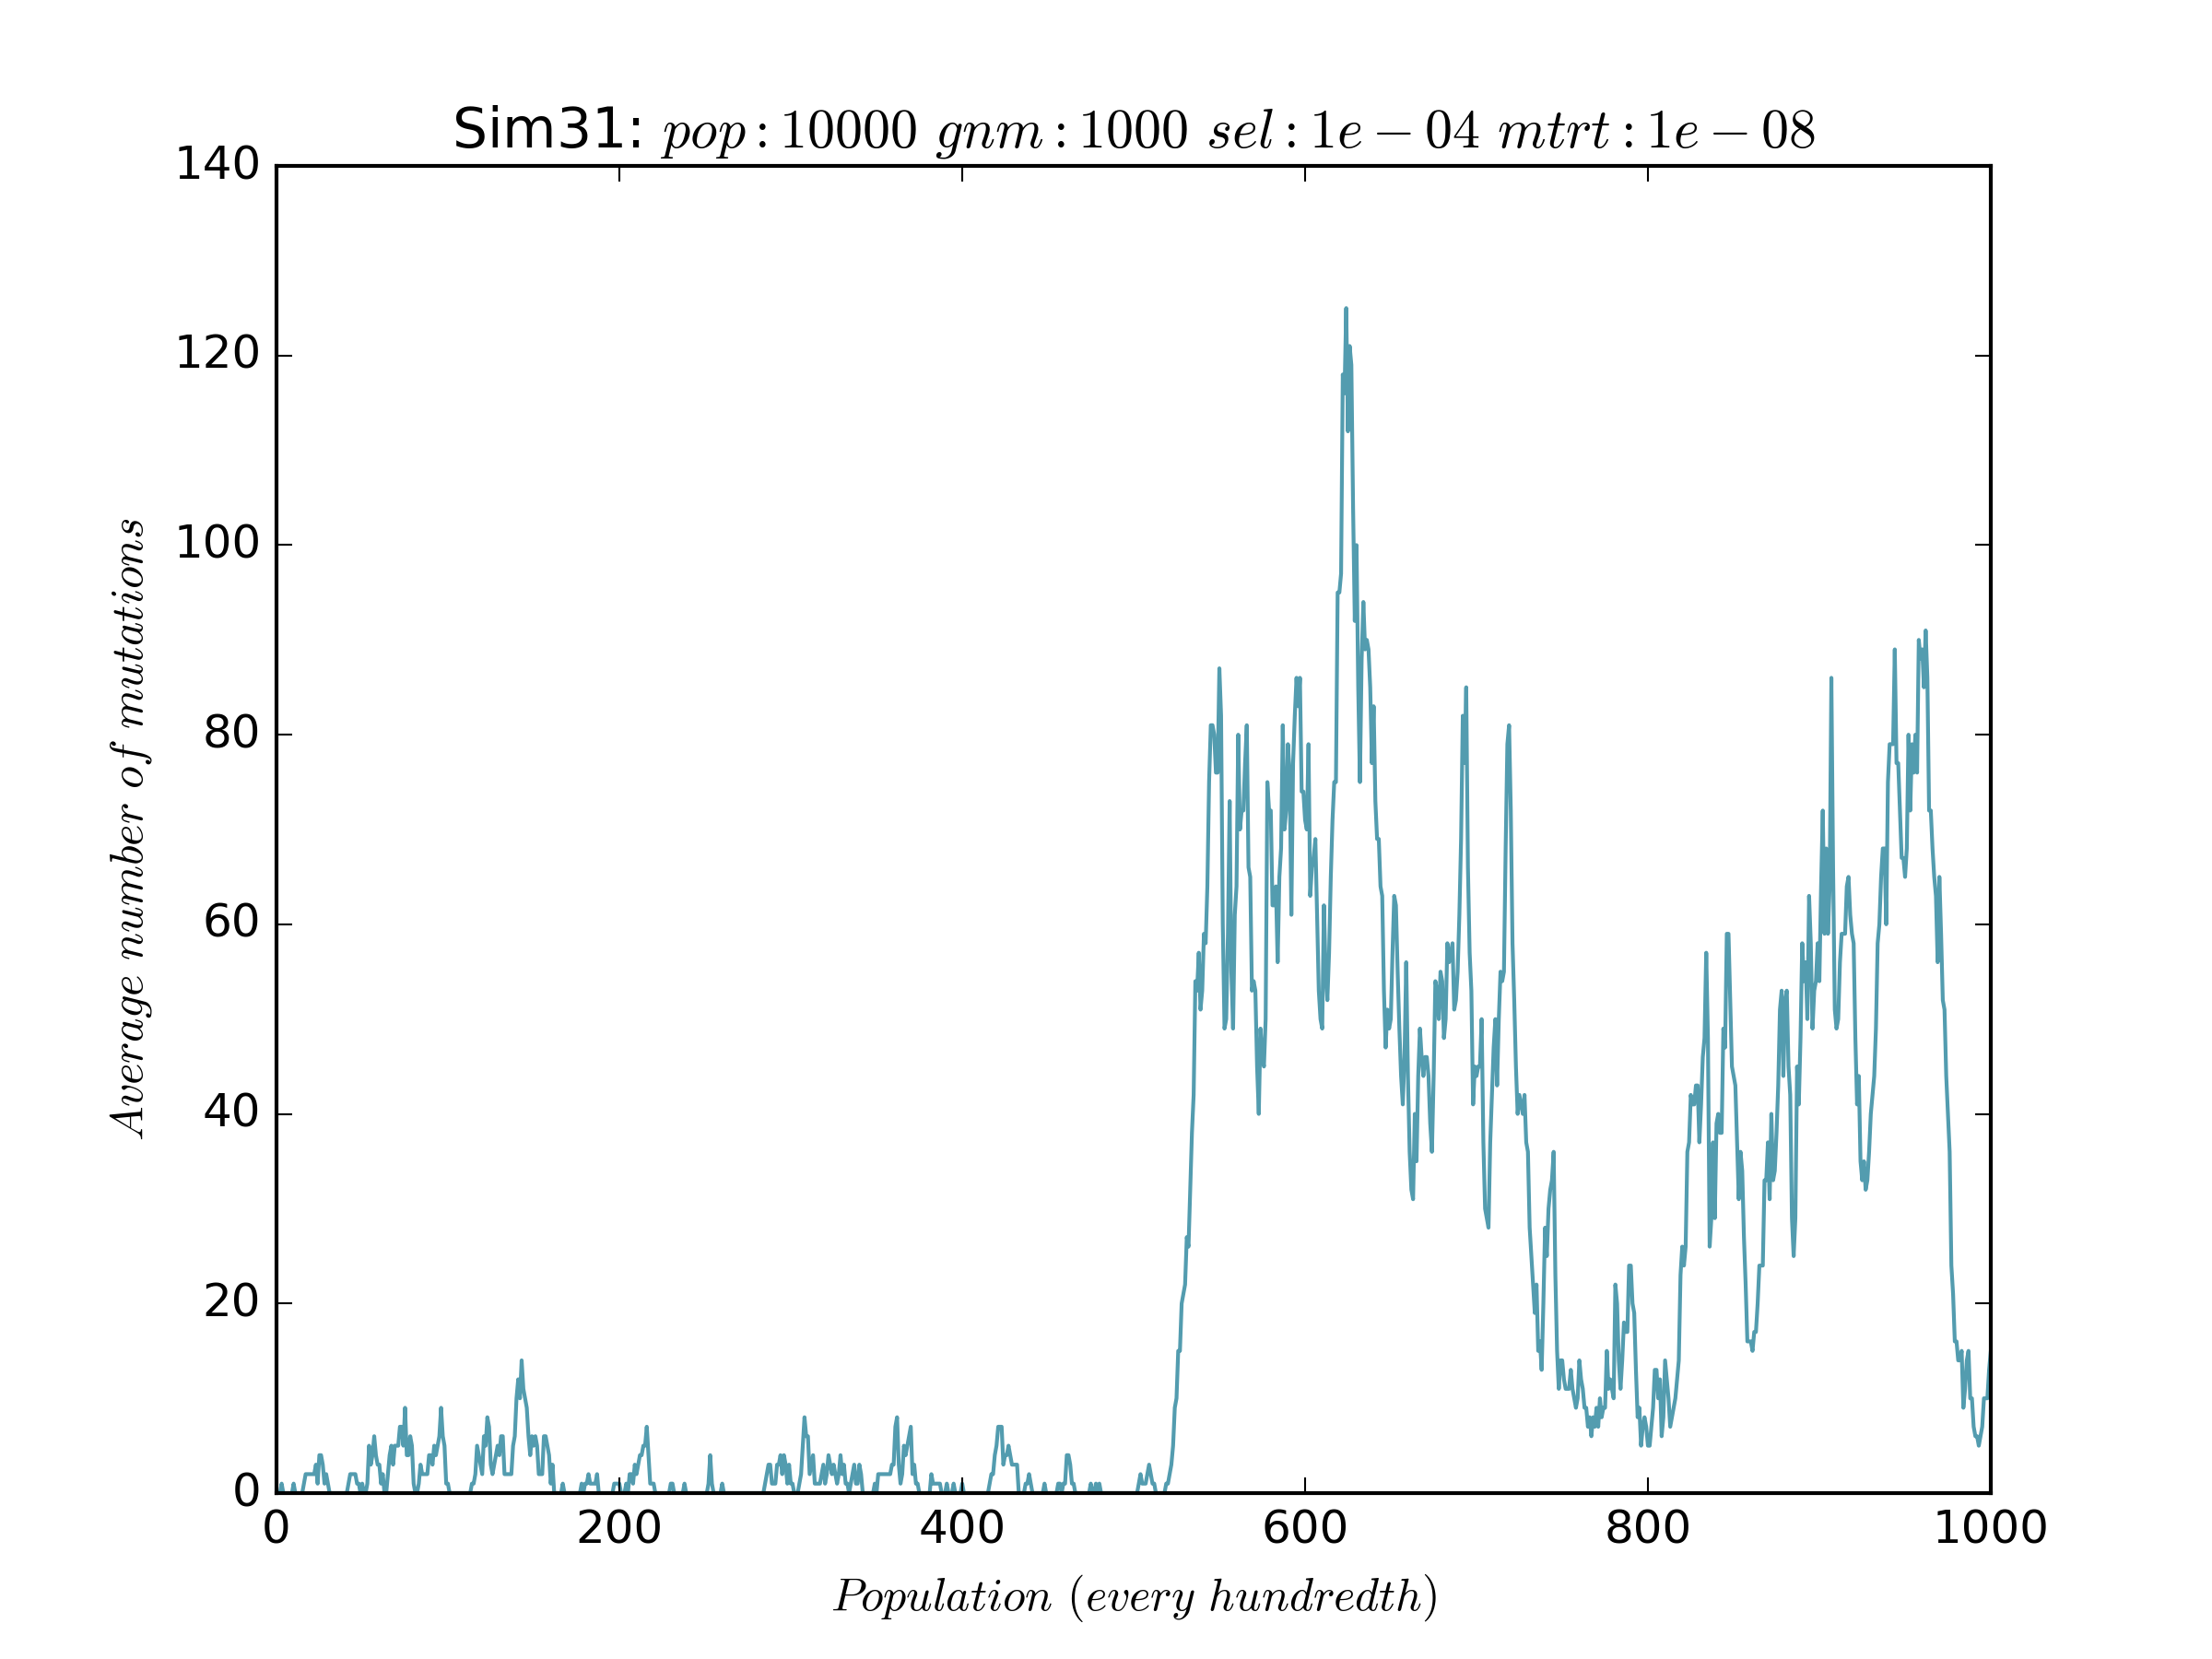 Sim31: pop : 10000 gnm : 1000 sel : 1e − 04 mtrt : 1e − 08
140
120
100
80
60
40
20
0
Average number of mutations
0 200 400 600 800 1000
Population (every hundredth)